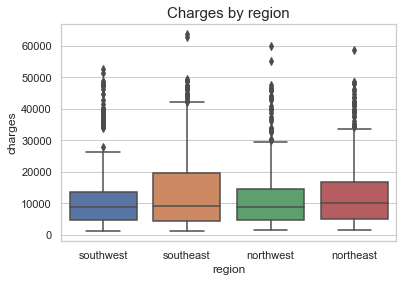 Charges by region
60000
50000
40000
30000
20000
10000
0
charges
southwest southeast northwest northeast
region